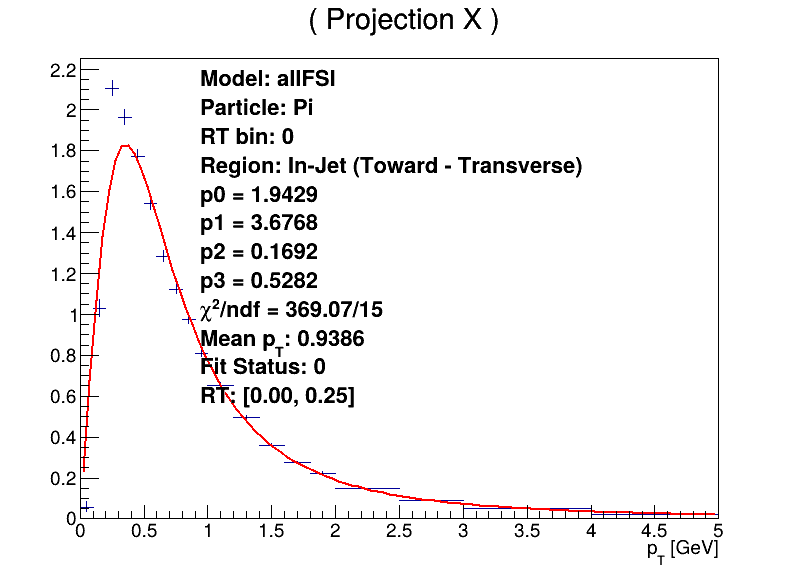 ( Projection X )
2.2
2
1.8
1.6
1.4
1.2
1
0.8
0.6
0.4
0.2
0
Model: allFSI
Particle: Pi
RT bin: 0
Region: In-Jet (Toward - Transverse)
p0 = 1.9429
p1 = 3.6768
p2 = 0.1692
p3 = 0.5282
χ²/ndf = 369.07/15
Mean p_T: 0.9386
Fit Status: 0
RT: [0.00, 0.25]
0 0.5 1 1.5 2 2.5 3 3.5 4 4.5 5
p_T [GeV]